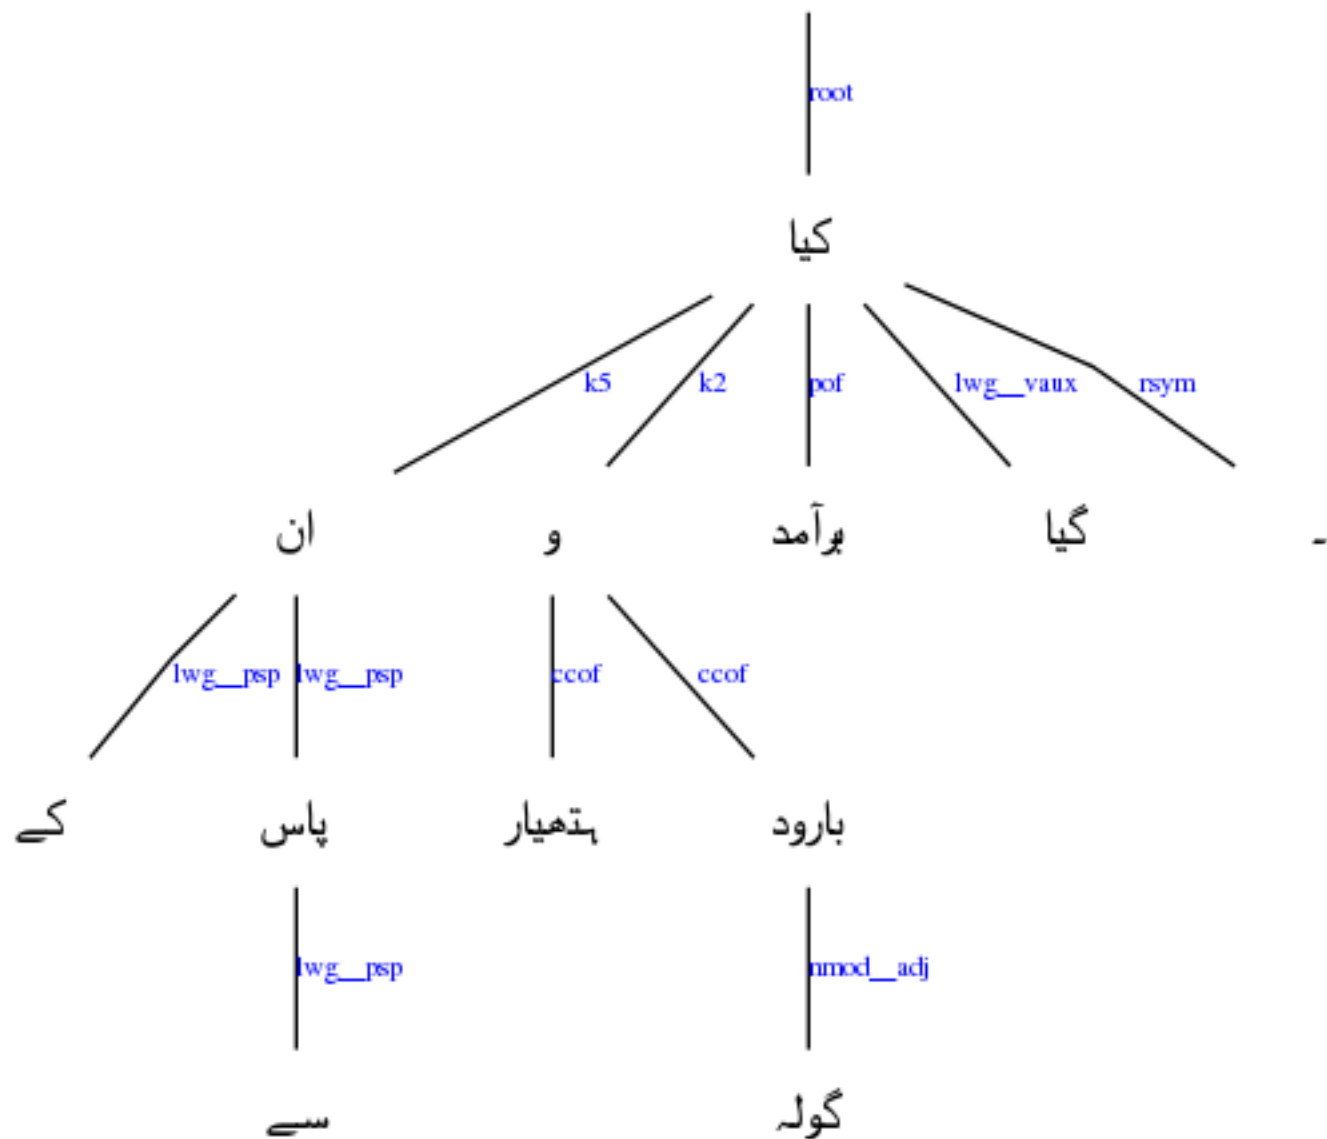 root
کیا
k5 k2 pof lwg__vaux rsym
ان و برآمد گیا ۔
lwg__psp lwg__psp ccof ccof
کے پاس ہتھیار بارود
lwg__psp nmod__adj
سے گولہ